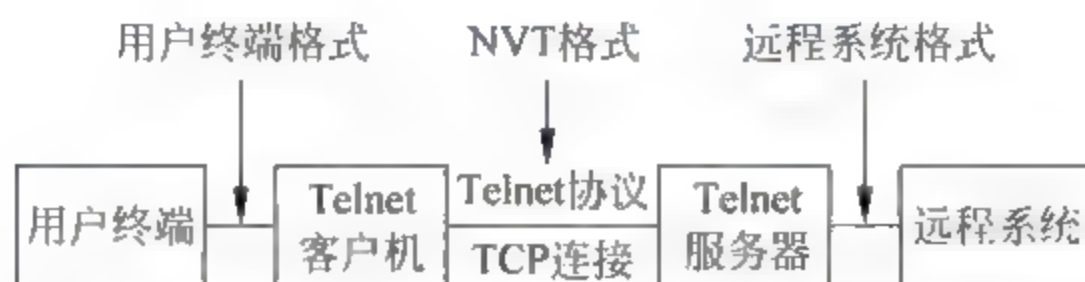 用户终端格式 NVT格式 远程系统格式
用户终端
Telnet
客户机
Telnet协议
TCP连接
Telnet
服务器
远程系统